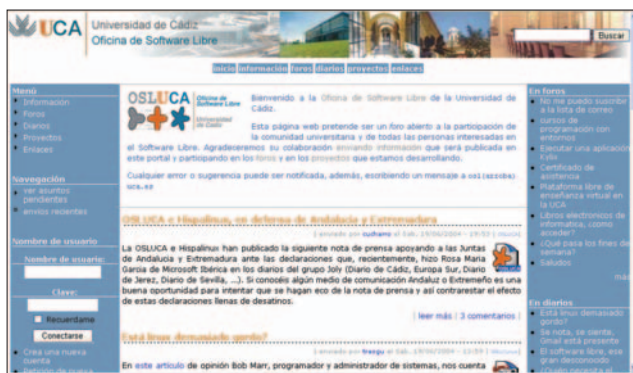 UCA
Universidad de Cádiz
Oficina de Software Libre
Buscar
inicio información foros diarios proyectos enlaces
Menú
Información
Foros
Diarios
Proyectos
Enlaces
Navegación
ver asuntos
pendientes
envíos recientes
Nombre de usuario
Nombre de usuario:
Clave:
Recuerdame
Conectarse
Crea una nueva
cuenta
OSLUCA
Oficina de
Software Libre
Universidad
de Cádiz
Bienvenido a la Oficina de Software Libre de la Universidad de
Cádiz.
Esta página web pretende ser un foro abierto a la participación de
la comunidad universitaria y de todas las personas interesadas en
el Software Libre. Agradeceremos su colaboración enviando información que será publicada en
este portal y participando en los foros y en los proyectos que estamos desarrollando.
Cualquier error o sugerencia puede ser notificada, además, escribiendo un mensaje a osl(arroba)
uca.es
OSLUCA e Hispalinux, en defensa de Andalucía y Extremadura
La OSLUCA e Hispalinux han publicado la siguiente nota de prensa apoyando a las Juntas
de Andalucía y Extremadura ante las declaraciones que, recientemente, hizo Rosa Maria
Garcia de Microsoft Ibérica en los diarios del grupo Joly (Diario de Cádiz, Europa Sur, Diario
de Jerez, Diario de Sevilla, ...). Si conocéis algún medio de comunicación Andaluz o Extremeño es una
buena oportunidad para intentar que se hagan eco de la nota de prensa y así contrarestar el efecto
de estas declaraciones llenas de desatinos.
| leer más | 3 comentarios |
Está linux demasiado gordo?
En este artículo de opinión Bob Marr, programador y administrador de sistemas, nos cuenta
En foros
No me puedo suscribir
a la lista de correo
cursos de
programación con
entornos
Ejecutar una aplicación
Kylix
Certificado de
asistencia
Plataforma libre de
enseñanza virtual en
la UCA
Libros electronicos de
informatica, ¿como
acceder?
¿Qué pasa los fines de
semana?
Saludos
más
En diarios
Está linux demasiado
gordo?
Se nota, se siente,
Gmail está presente
El software libre, ese
gran desconocido